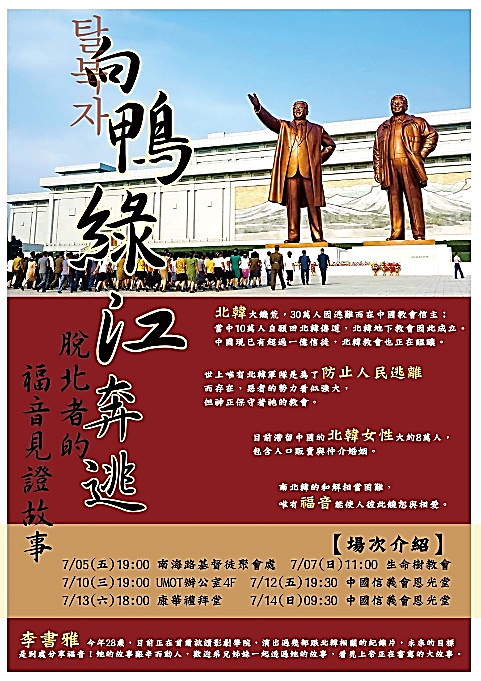 탈북자
向鴨綠江奔逃
脫北者的
福音見證故事
北韓大饑荒，30萬人因逃難而在中國教會信主；
當中10萬人自願回北韓傳道，北韓地下教會因此成立。
中國現已有超過一億信徒，北韓教會也正在醞釀。
世上唯有北韓軍隊是為了防止人民逃離
而存在，惡者的勢力看似強大，
但神正保守著祂的教會。
目前滯留中國的北韓女性大約8萬人，
包含人口販賣與仲介婚姻。
南北韓的和解相當困難，
唯有福音能使人彼此饒恕與相愛。
【場次介紹】
7/05(五)19:00 南海路基督徒聚會處 7/07(日)11:00 生命樹教會
7/10(三)19:00 UMOT辦公室4F 7/12(五)19:30 中國信義會恩光堂
7/13(六)18:00 康華禮拜堂 7/14(日)09:30 中國信義會恩光堂
李書雅 今年28歲，目前正在首爾就讀影劇學院，演出過幾部跟北韓相關的紀錄片，未來的目標
是到處分享福音！她的故事艱辛而動人，歡迎弟兄姊妹一起透過她的故事，看見上帝正在書寫的大故事。